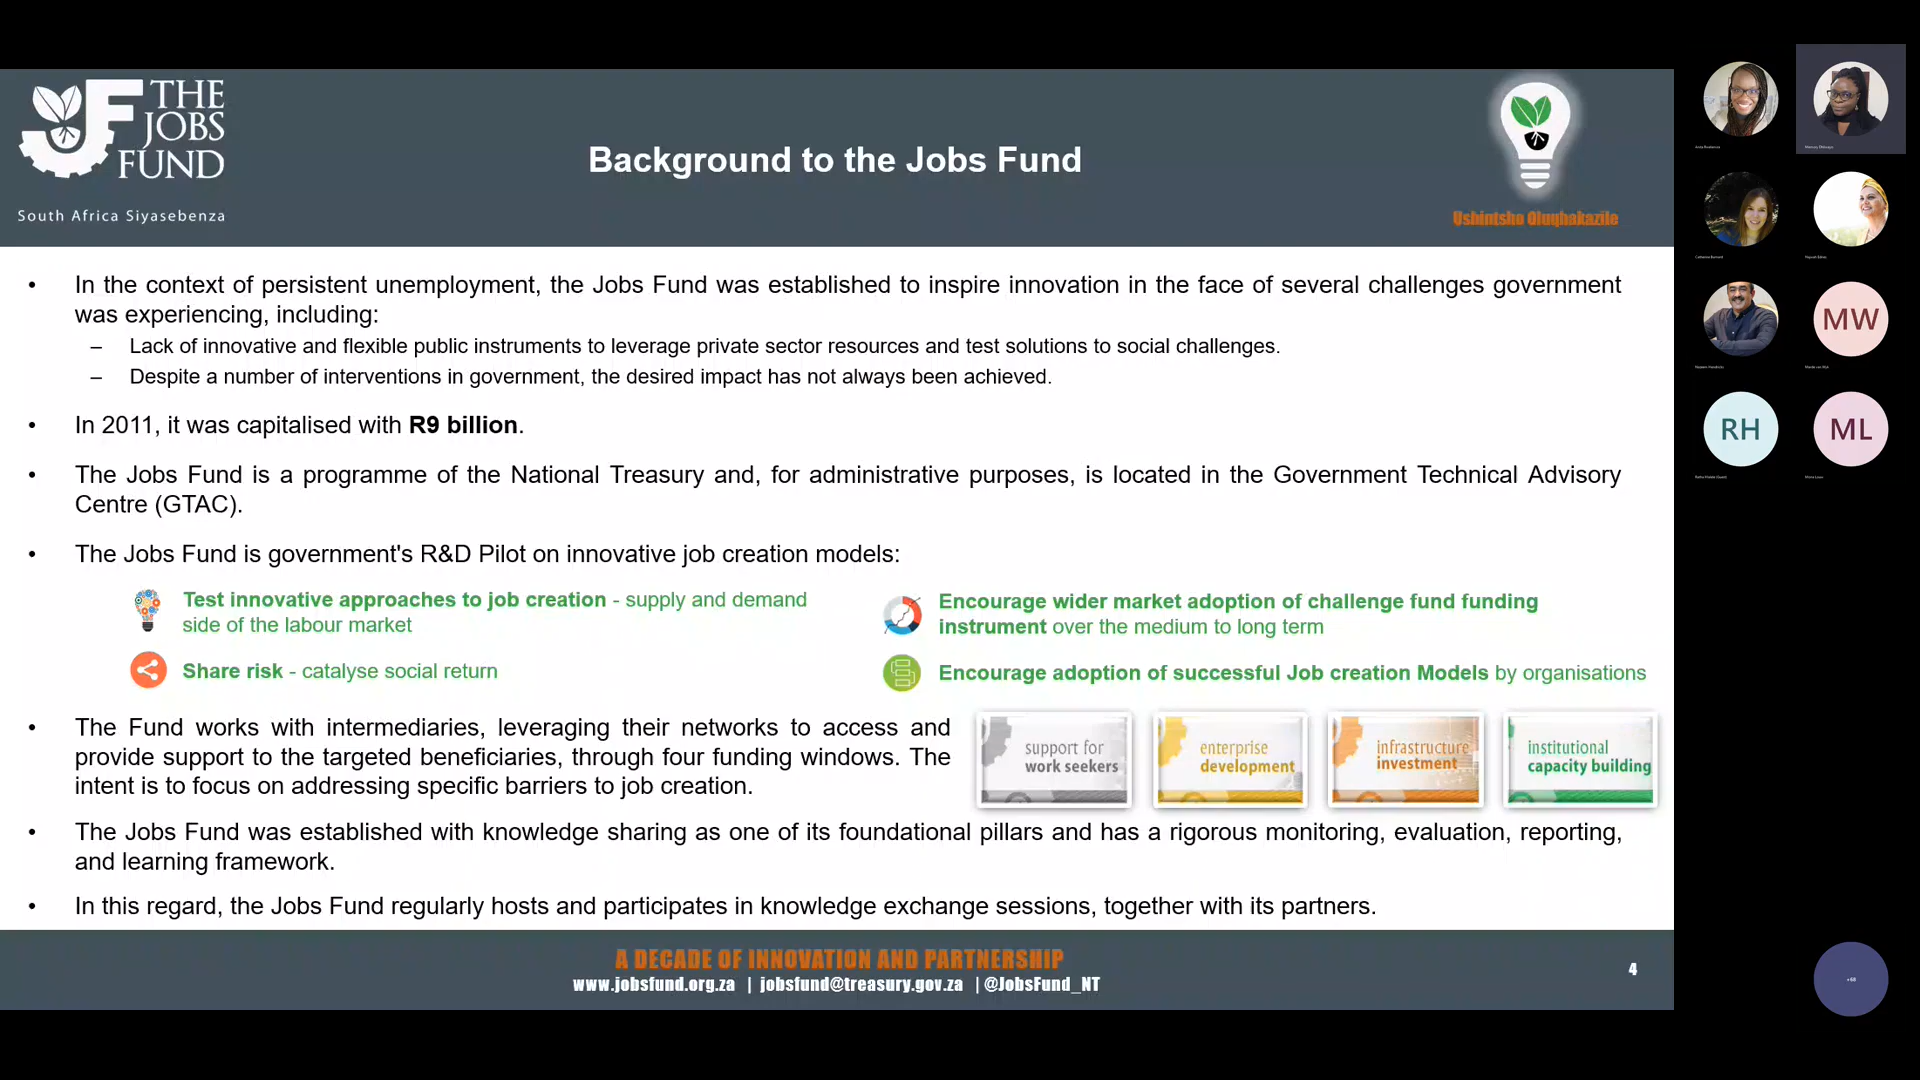 THE
JOBS
FUND
South Africa Siyasebenza
Background to the Jobs Fund
Ushintsho Oluqhakazile
• In the context of persistent unemployment, the Jobs Fund was established to inspire innovation in the face of several challenges government
was experiencing, including:
– Lack of innovative and flexible public instruments to leverage private sector resources and test solutions to social challenges.
– Despite a number of interventions in government, the desired impact has not always been achieved.
• In 2011, it was capitalised with R9 billion.
• The Jobs Fund is a programme of the National Treasury and, for administrative purposes, is located in the Government Technical Advisory
Centre (GTAC).
• The Jobs Fund is government's R&D Pilot on innovative job creation models:
Test innovative approaches to job creation - supply and demand
side of the labour market
Share risk - catalyse social return
Encourage wider market adoption of challenge fund funding
instrument over the medium to long term
Encourage adoption of successful Job creation Models by organisations
• The Fund works with intermediaries, leveraging their networks to access and
provide support to the targeted beneficiaries, through four funding windows. The
intent is to focus on addressing specific barriers to job creation.
support for
work seekers
enterprise
development
infrastructure
investment
institutional
capacity building
• The Jobs Fund was established with knowledge sharing as one of its foundational pillars and has a rigorous monitoring, evaluation, reporting,
and learning framework.
• In this regard, the Jobs Fund regularly hosts and participates in knowledge exchange sessions, together with its partners.
A DECADE OF INNOVATION AND PARTNERSHIP
www.jobsfund.org.za | jobsfund@treasury.gov.za | @JobsFund_NT
4
MW
RH
ML
+68